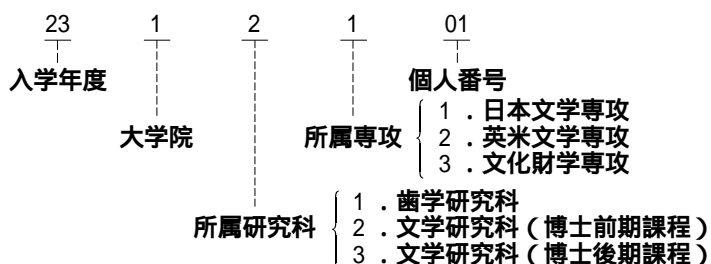 23 1 2 1 01
入学年度 個人番号
大学院 所属専攻
1．日本文学専攻
2．英米文学専攻
3．文化財学専攻
所属研究科
1．歯学研究科
2．文学研究科（博士前期課程）
3．文学研究科（博士後期課程）